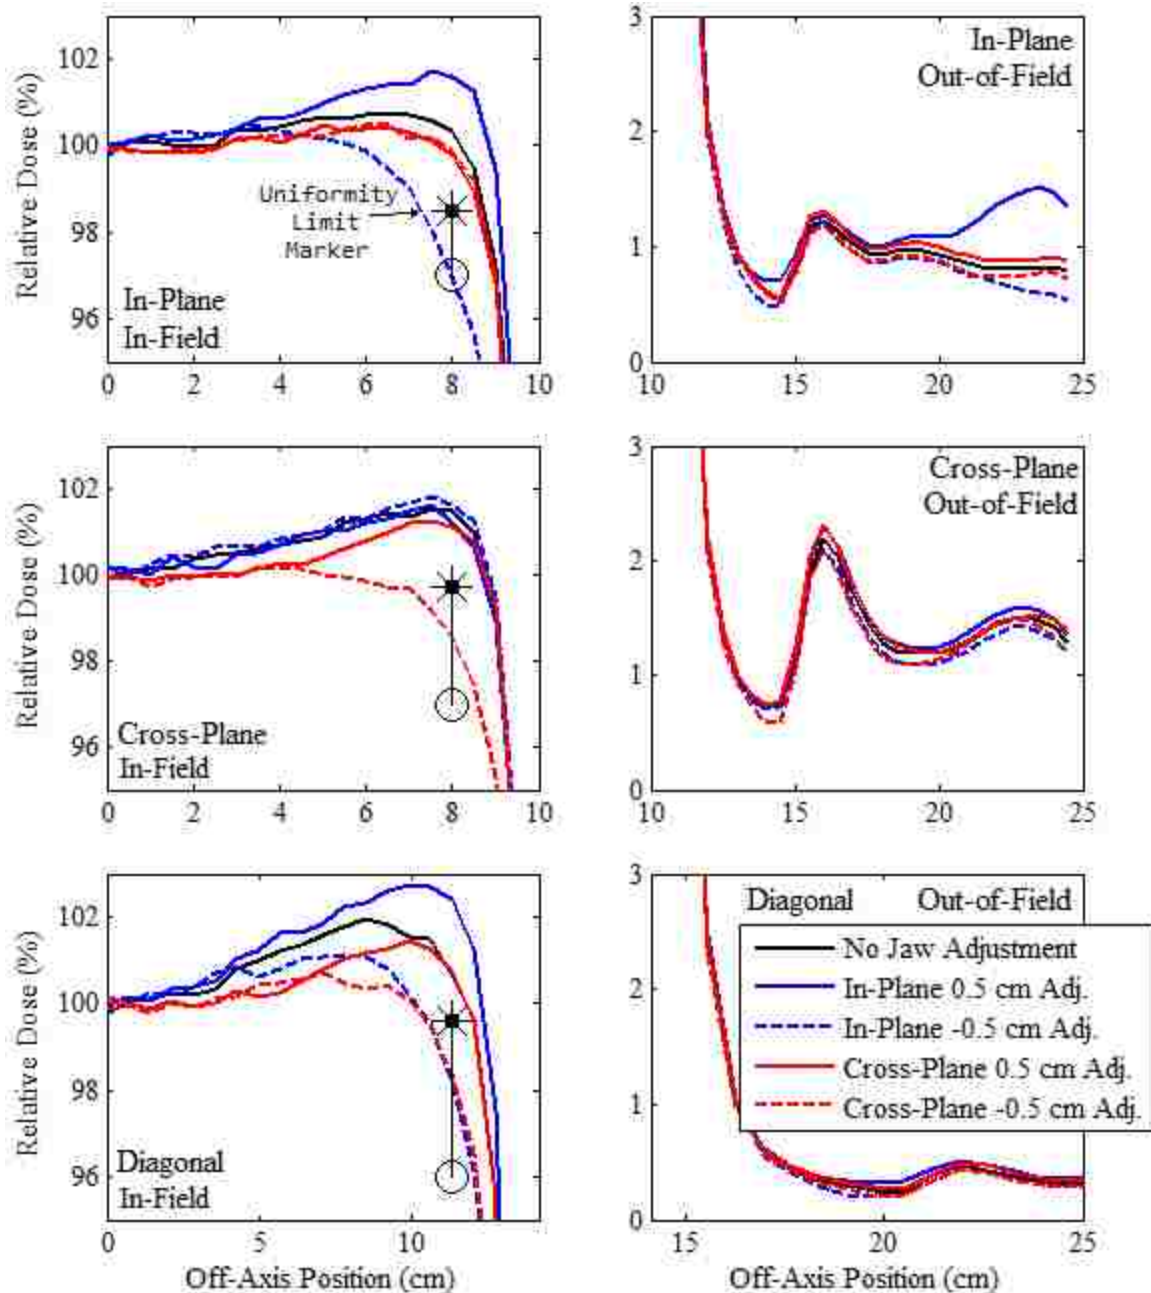 Relative Dose (%)
102
100
98
96
Uniformity
Limit
Marker
In-Plane
In-Field
0 2 4 6 8 10
3
2
1
0
In-Plane
Out-of-Field
10 15 20 25
Relative Dose (%)
102
100
98
96
Cross-Plane
In-Field
0 2 4 6 8 10
3
2
1
0
Cross-Plane
Out-of-Field
10 15 20 25
Relative Dose (%)
102
100
98
96
Diagonal
In-Field
0 5 10
Off-Axis Position (cm)
3
2
1
0
Diagonal Out-of-Field
No Jaw Adjustment
In-Plane 0.5 cm Adj.
In-Plane -0.5 cm Adj.
Cross-Plane 0.5 cm Adj.
Cross-Plane -0.5 cm Adj.
15 20 25
Off-Axis Position (cm)